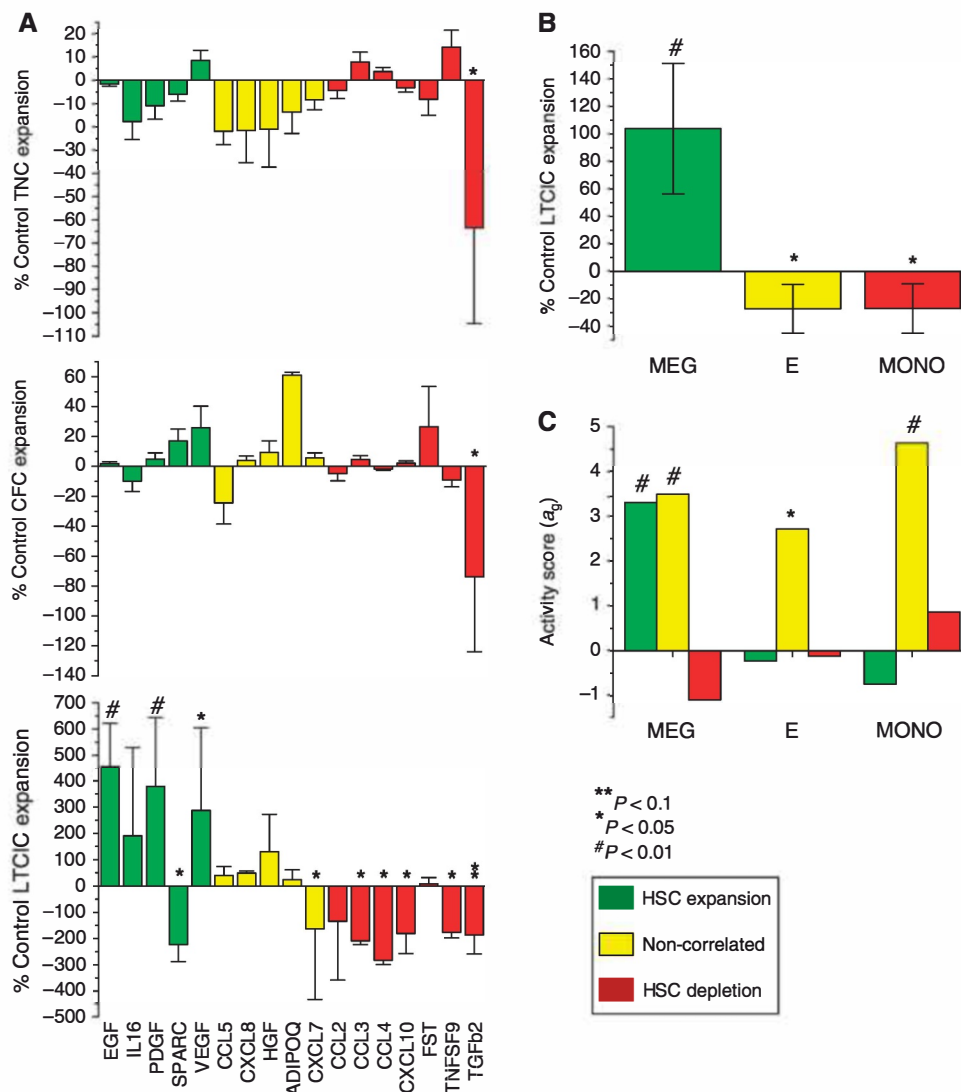 A
% Control TNC expansion
20
10
0
−10
0
−30
−40
−50
−60
−70
−80
−90
−100
−110
*
% Control CFC expansion
60
40
20
0
−20
−40
−60
−80
−100
−120
−140
*
% Control LTCIC expansion
700
600
500
400
300
200
100
0
−100
−200
−300
−400
−500
# # * * * * * * * **
EGF
IL16
PDGF
SPARC
VEGF
CCL5
CXCL8
HGF
ADIPOQ
CXCL7
CCL2
CCL3
CCL4
CXCL10
FST
TNFSF9
TGFb2
B
% Control LTCIC expansion
160
140
120
100
80
60
40
20
0
−20
−40
# * *
MEG E MONO
C
Activity score (ag)
5
4
3
2
1
0
−1
# # * #
MEG E MONO
** P < 0.1
* P < 0.05
# P < 0.01
HSC expansion
Non-correlated
HSC depletion